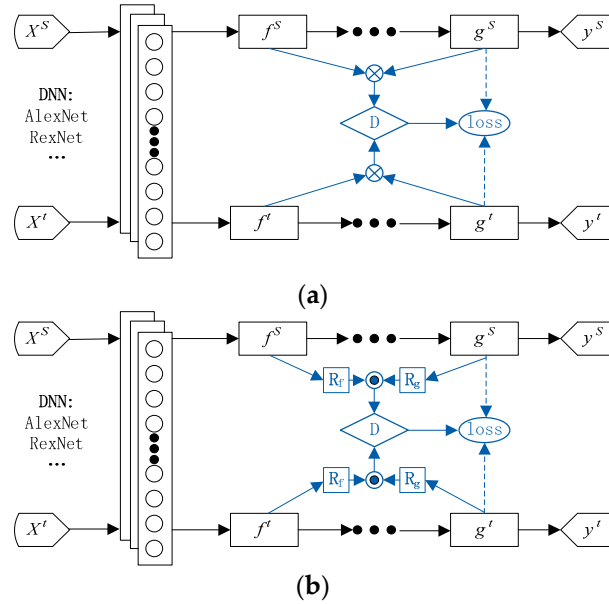 X^S f^S g^S y^S
DNN:
AlexNet
RexNet
...
D loss
X^t f^t g^t y^t
(a)
X^S f^S g^S y^S
R_f R_g
DNN:
AlexNet
RexNet
...
D loss
R_f R_g
X^t f^t g^t y^t
(b)